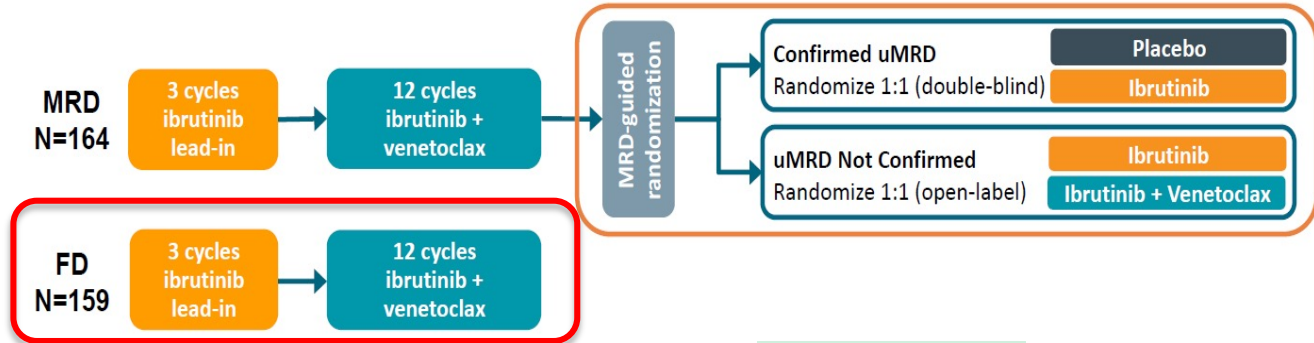 MRD
N=164
3 cycles
ibrutinib
lead-in
12 cycles
ibrutinib +
venetoclax
MRD-guided
randomization
Confirmed uMRD
Randomize 1:1 (double-blind)
Placebo
Ibrutinib
uMRD Not Confirmed
Randomize 1:1 (open-label)
Ibrutinib
Ibrutinib + Venetoclax
FD
N=159
3 cycles
ibrutinib
lead-in
12 cycles
ibrutinib +
venetoclax